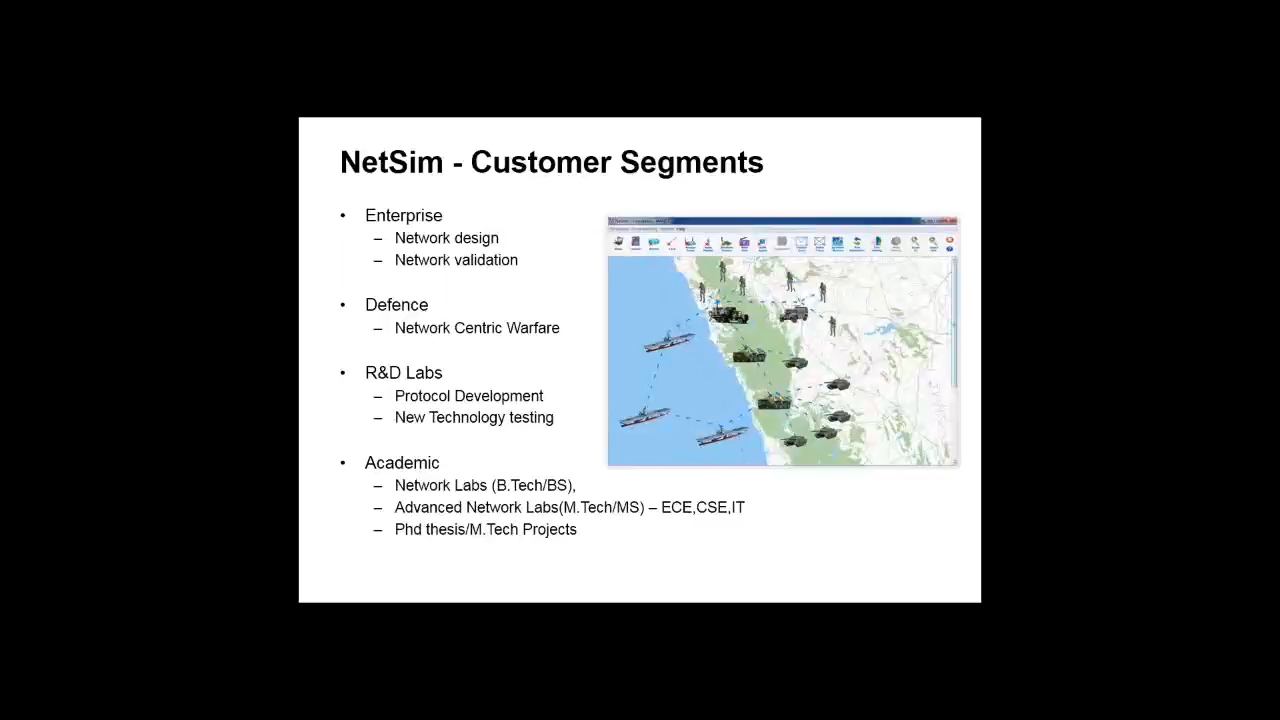 NetSim - Customer Segments
• Enterprise
– Network design
– Network validation
• Defence
– Network Centric Warfare
• R&D Labs
– Protocol Development
– New Technology testing
• Academic
– Network Labs (B.Tech/BS),
– Advanced Network Labs(M.Tech/MS) – ECE,CSE,IT
– Phd thesis/M.Tech Projects